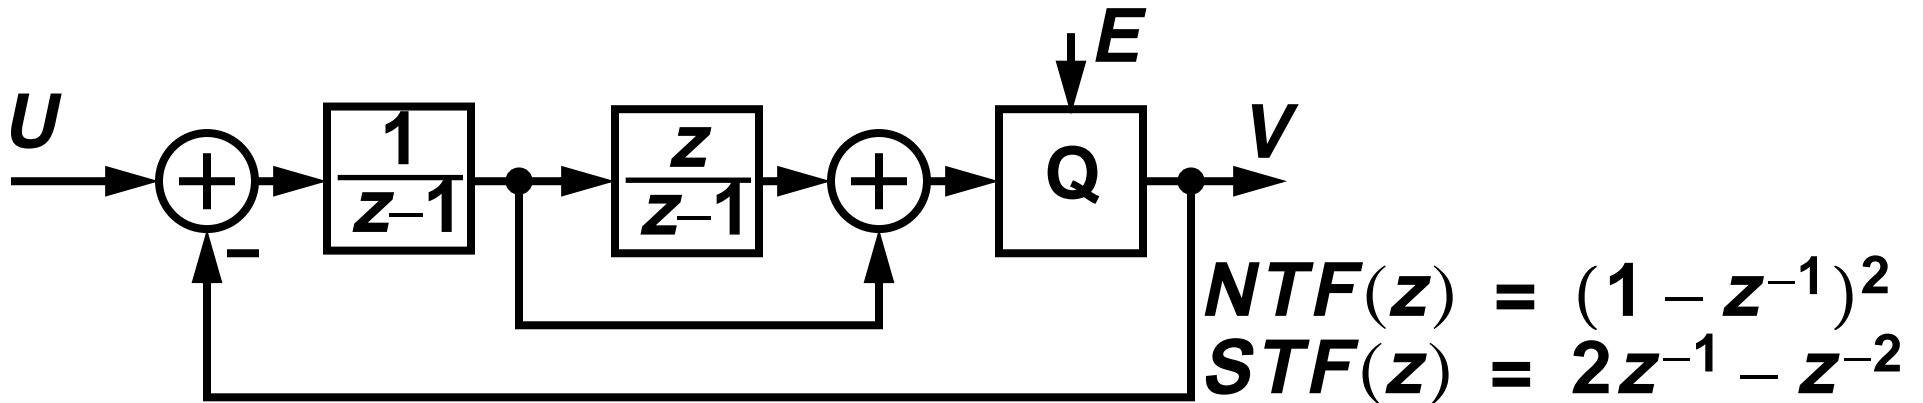 E
U
V
1
z–1
z
z–1
Q
–
NTF(z) = (1 – z⁻¹)²
STF(z) = 2z⁻¹ – z⁻²